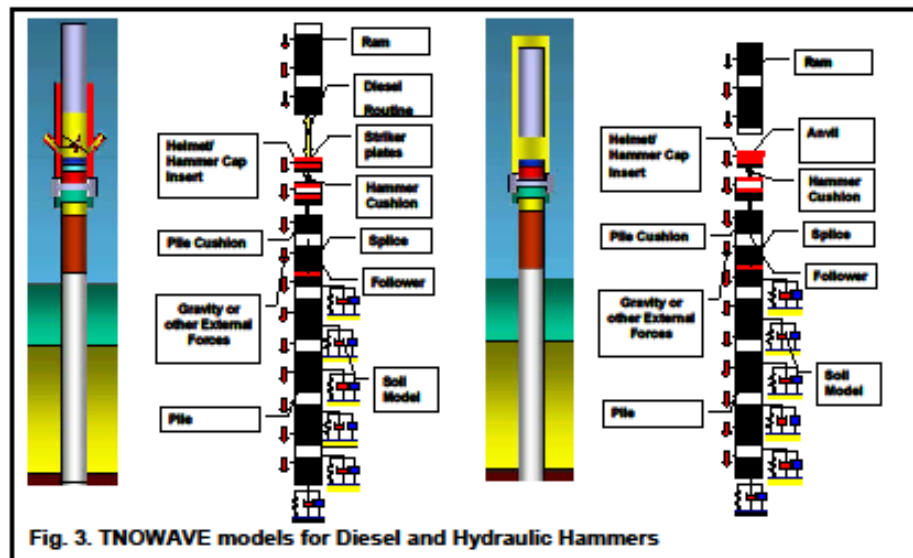 Ram
Diesel
Routine
Helmet/
Hammer Cap
Insert
Striker
plates
Hammer
Cushion
Pile Cushion
Splice
Follower
Gravity or
other External
Forces
Soil
Model
Pile
Ram
Helmet/
Hammer Cap
Insert
Anvil
Hammer
Cushion
Pile Cushion
Splice
Follower
Gravity or
other External
Forces
Soil
Model
Pile
Fig. 3. TNOWAVE models for Diesel and Hydraulic Hammers